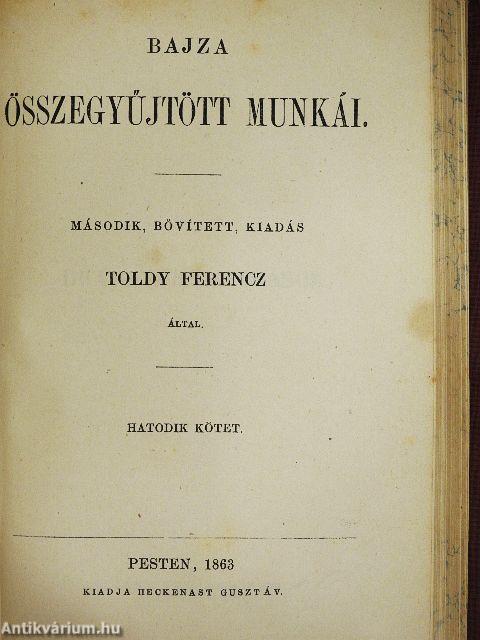 BAJZA
ÖSSZEGYŰJTÖTT MUNKÁI.
MÁSODIK, BŐVÍTETT, KIADÁS
TOLDY FERENCZ
ÁLTAL.
HATODIK KÖTET.
PESTEN, 1863
KIADJA HECKENAST GUSZTÁV.
Antikvárium.hu